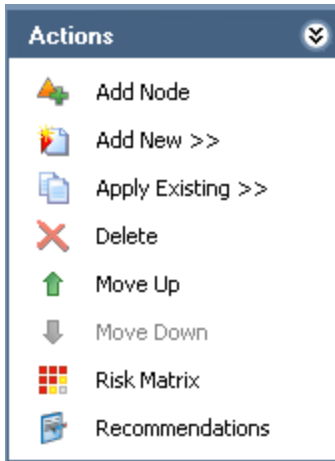 Actions
Add Node
Add New >>
Apply Existing >>
Delete
Move Up
Move Down
Risk Matrix
Recommendations